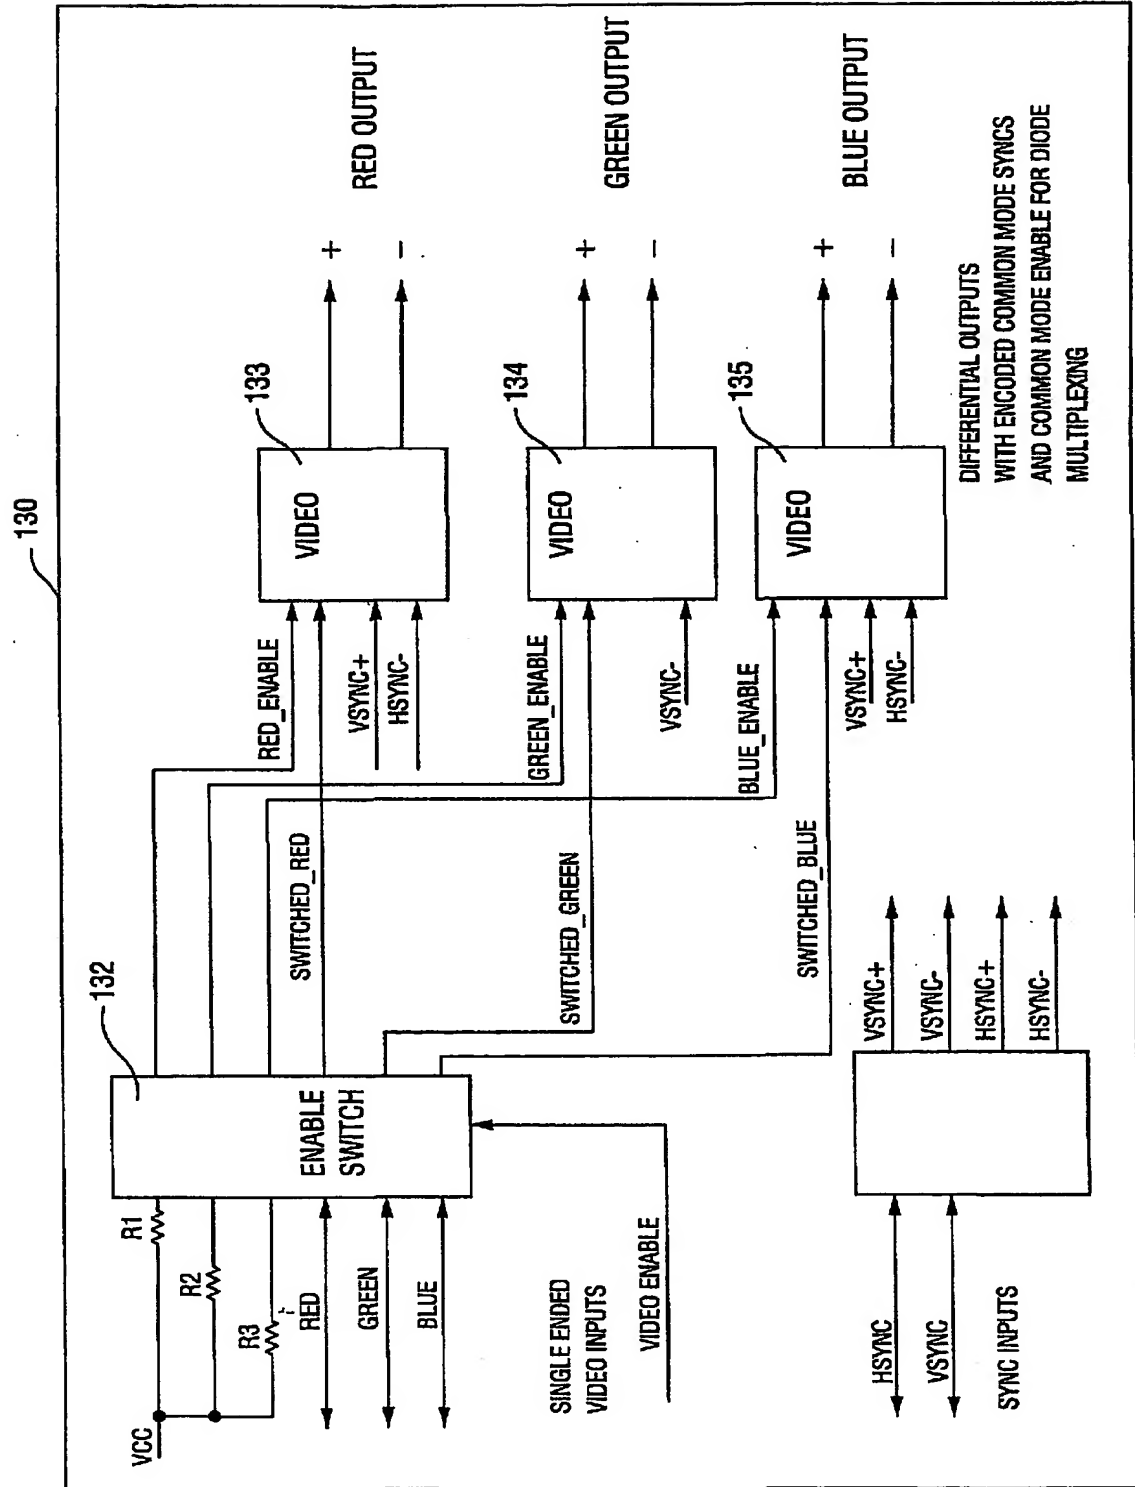 130
132
VCC
R1
R2
R3
RED
GREEN
BLUE
ENABLE
SWITCH
SINGLE ENDED
VIDEO INPUTS
VIDEO ENABLE
RED_ENABLE
SWITCHED_RED
VSYNC+
HSYNC-
VIDEO
133
+
-
RED OUTPUT
GREEN_ENABLE
SWITCHED_GREEN
VSYNC-
VIDEO
134
+
-
GREEN OUTPUT
BLUE_ENABLE
SWITCHED_BLUE
VSYNC+
HSYNC-
VIDEO
135
+
-
BLUE OUTPUT
HSYNC
VSYNC
SYNC INPUTS
VSYNC+
VSYNC-
HSYNC+
HSYNC-
DIFFERENTIAL OUTPUTS
WITH ENCODED COMMON MODE SYNCS
AND COMMON MODE ENABLE FOR DIODE
MULTIPLEXING